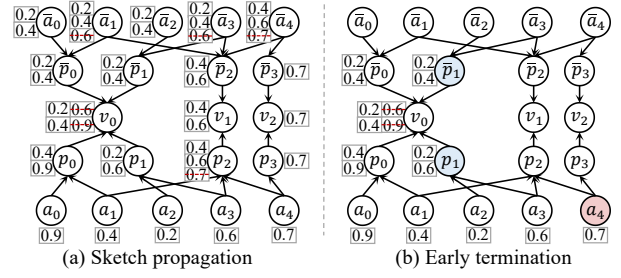 0.2 0.2 0.2 0.2 0.4
0.4 0.4 0.4 0.4 0.6
0.6 0.6 0.7
ā₀ ā₁ ā₂ ā₃ ā₄
0.2 0.2 0.4
0.4 0.4 0.6 0.7
p̄₀ p̄₁ p̄₂ p̄₃
0.2 0.6 0.4
0.4 0.9 0.6 0.7
v₀ v₁ v₂
0.4 0.2 0.4
0.9 0.6 0.6 0.7
0.7
p₀ p₁ p₂ p₃
a₀ a₁ a₂ a₃ a₄
0.9 0.4 0.2 0.6 0.7
(a) Sketch propagation
ā₀ ā₁ ā₂ ā₃ ā₄
0.2 0.2
0.4 0.4
p̄₀ p̄₁ p̄₂ p̄₃
0.2 0.6
0.4 0.9
v₀ v₁ v₂
0.4 0.2
0.9 0.6
p₀ p₁ p₂ p₃
a₀ a₁ a₂ a₃ a₄
0.9 0.4 0.2 0.6 0.7
(b) Early termination